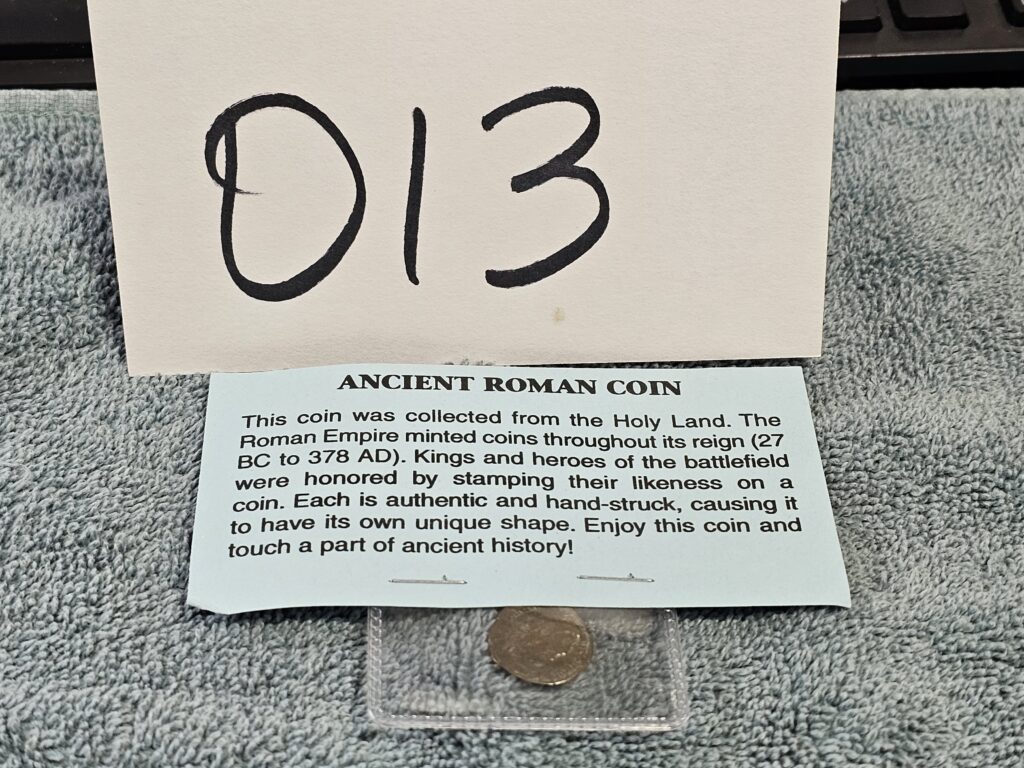 013
ANCIENT ROMAN COIN
This coin was collected from the Holy Land. The
Roman Empire minted coins throughout its reign (27
BC to 378 AD). Kings and heroes of the battlefield
were honored by stamping their likeness on a
coin. Each is authentic and hand-struck, causing it
to have its own unique shape. Enjoy this coin and
touch a part of ancient history!